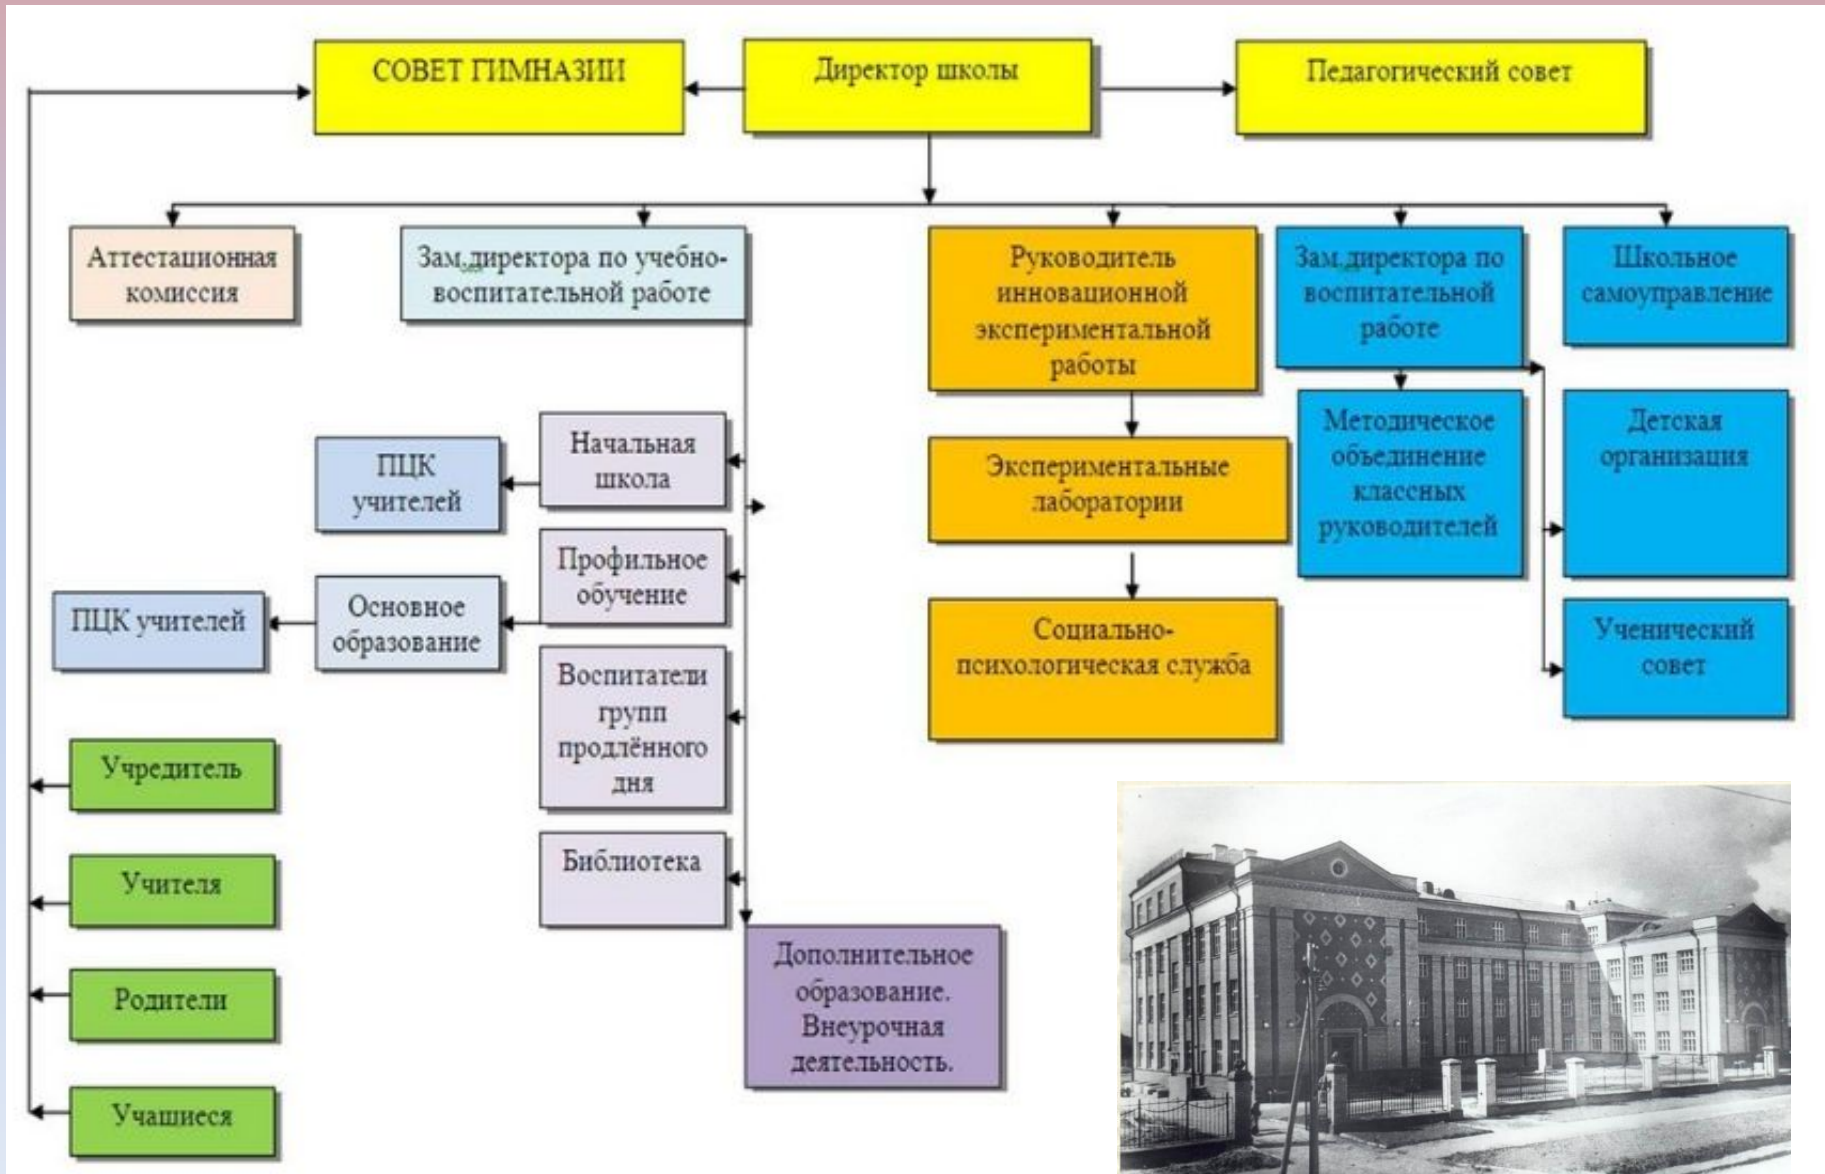 СОВЕТ ГИМНАЗИИ
Директор школы
Педагогический совет
Аттестационная
комиссия
Зам.директора по учебно-
воспитательной работе
Руководитель
инновационной
экспериментальной
работы
Зам.директора по
воспитательной
работе
Школьное
самоуправление
Начальная
школа
ПЦК
учителей
Профильное
обучение
Основное
образование
ПЦК учителей
Воспитатели
групп
продлённого
дня
Библиотека
Дополнительное
образование.
Внеурочная
деятельность.
Экспериментальные
лаборатории
Социально-
психологическая служба
Методическое
объединение
классных
руководителей
Детская
организация
Ученический
совет
Учредитель
Учителя
Родители
Учашиеся